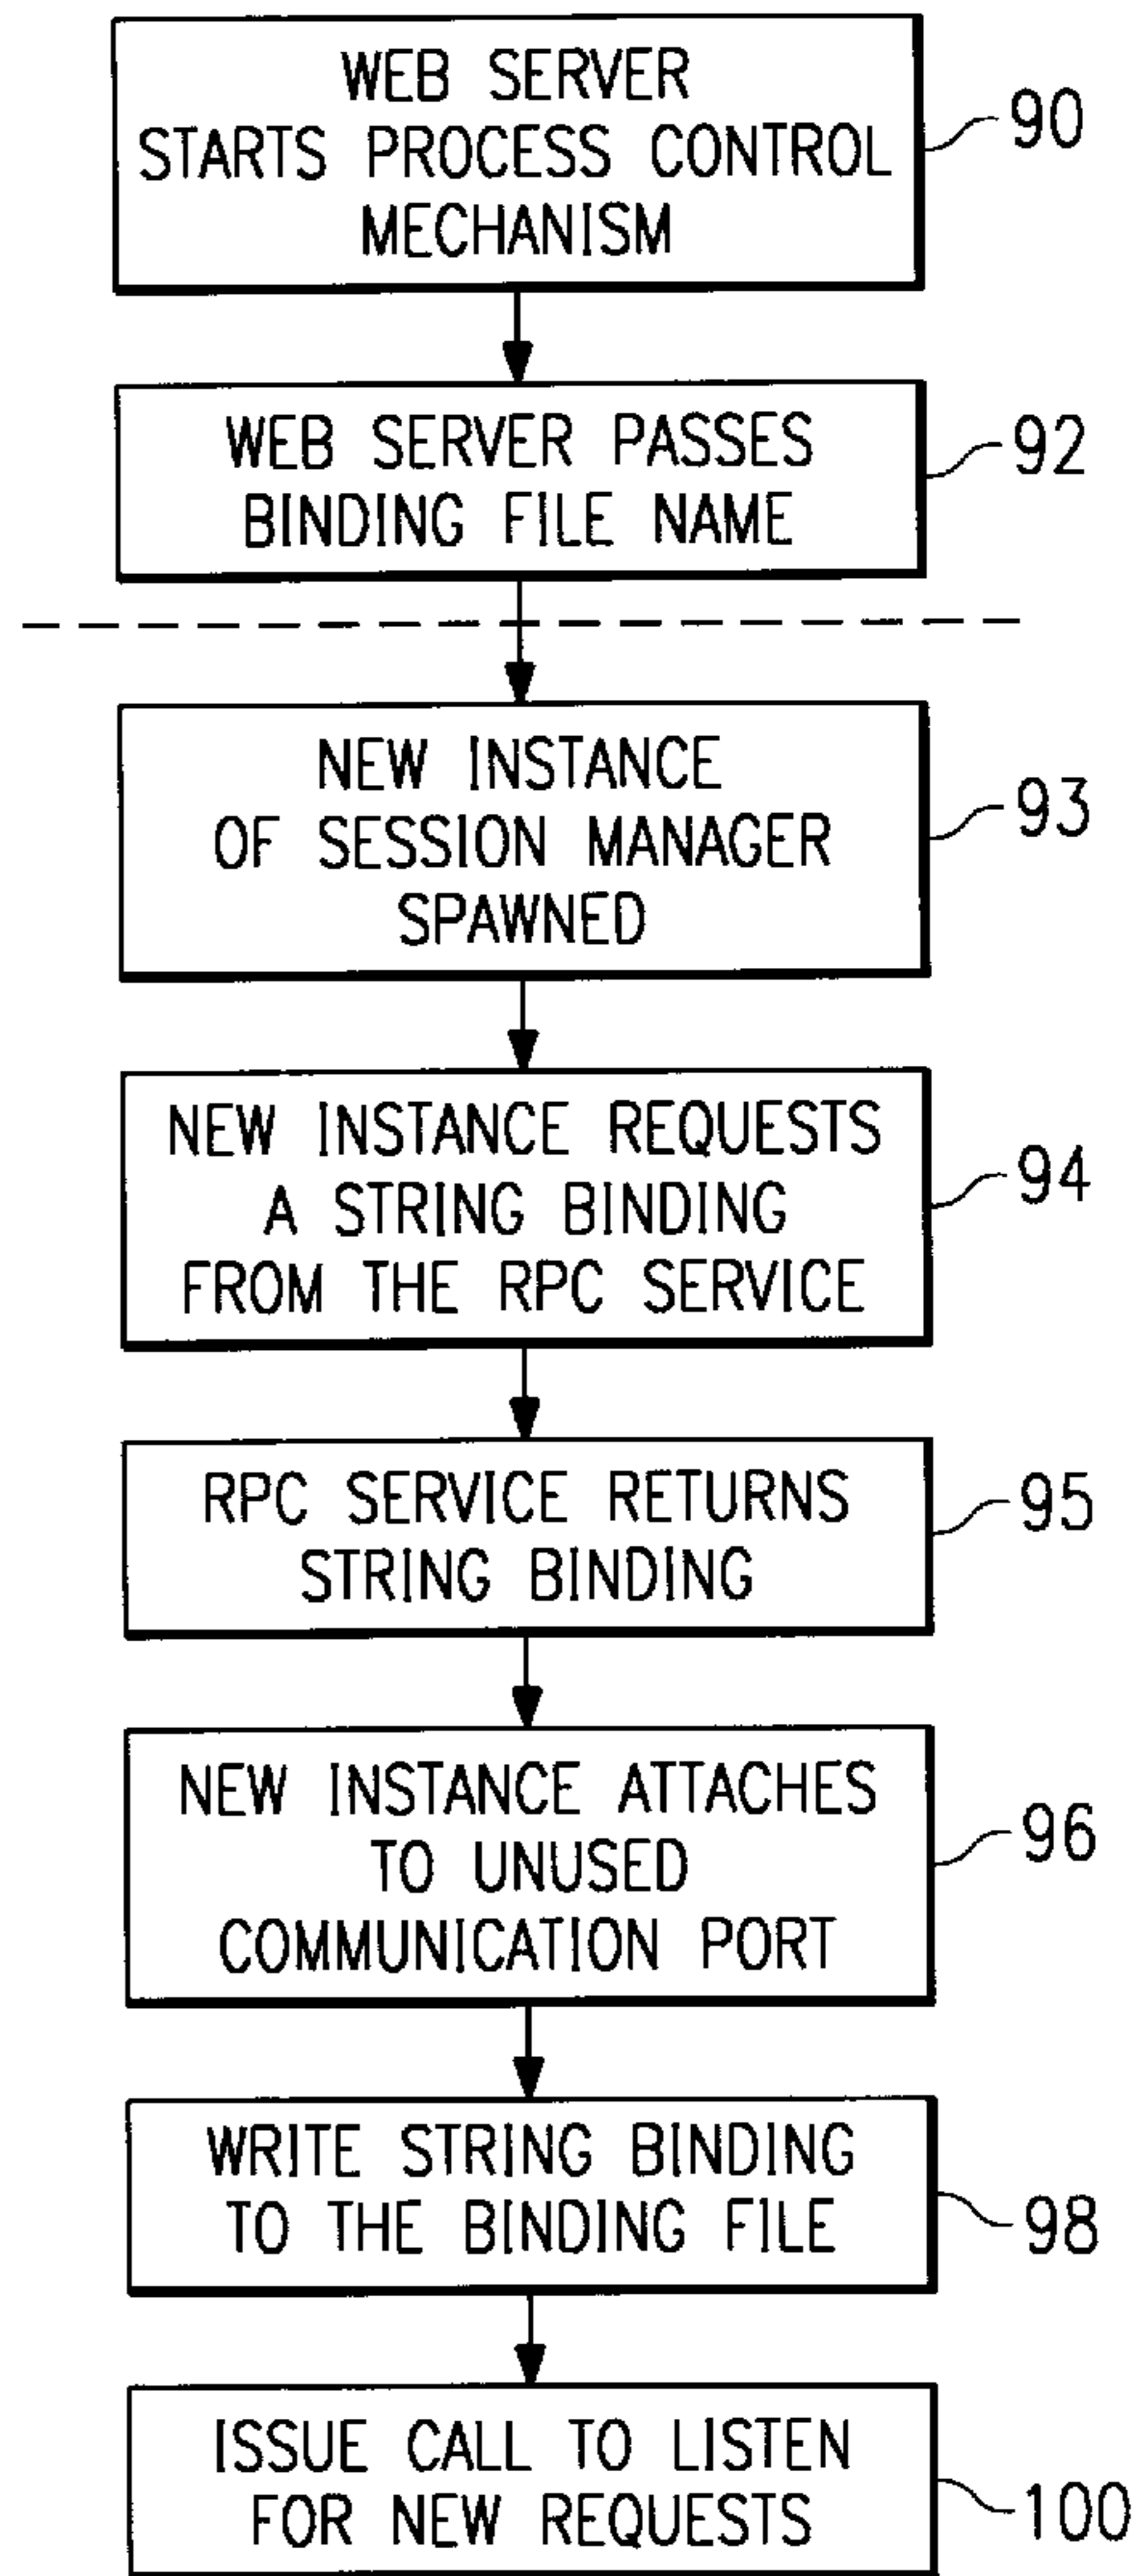 WEB SERVER
STARTS PROCESS CONTROL
MECHANISM
90
WEB SERVER PASSES
BINDING FILE NAME
92
NEW INSTANCE
OF SESSION MANAGER
SPAWNED
93
NEW INSTANCE REQUESTS
A STRING BINDING
FROM THE RPC SERVICE
94
RPC SERVICE RETURNS
STRING BINDING
95
NEW INSTANCE ATTACHES
TO UNUSED
COMMUNICATION PORT
96
WRITE STRING BINDING
TO THE BINDING FILE
98
ISSUE CALL TO LISTEN
FOR NEW REQUESTS
100